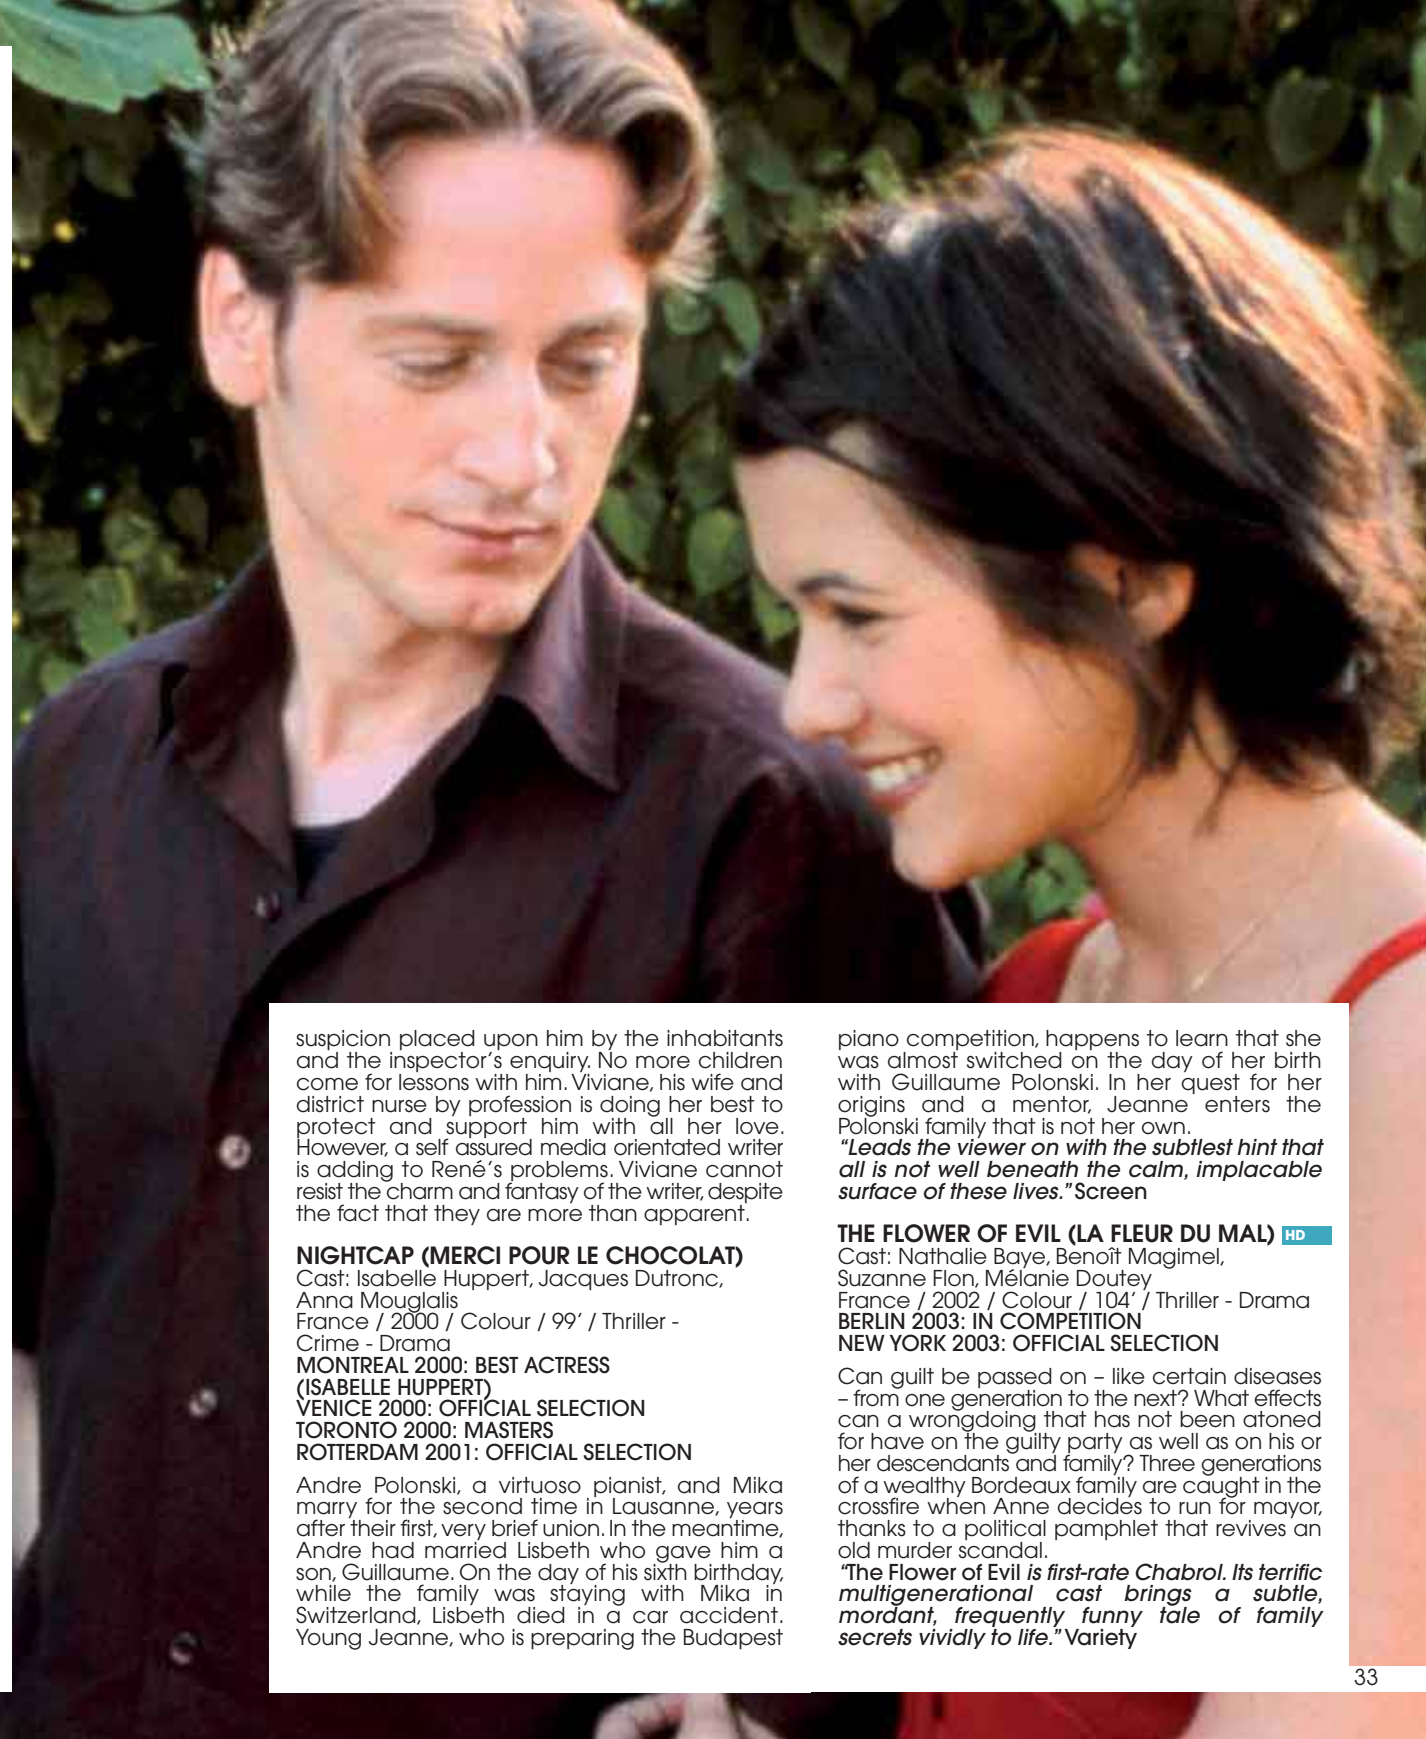 suspicion placed upon him by the inhabitants
and the inspector's enquiry. No more children
come for lessons with him. Viviane, his wife and
district nurse by profession is doing her best to
protect and support him with all her love.
However, a self assured media orientated writer
is adding to René's problems. Viviane cannot
resist the charm and fantasy of the writer, despite
the fact that they are more than apparent.
NIGHTCAP (MERCI POUR LE CHOCOLAT)
Cast: Isabelle Huppert, Jacques Dutronc,
Anna Mouglalis
France / 2000 / Colour / 99' / Thriller -
Crime - Drama
MONTREAL 2000: BEST ACTRESS
(ISABELLE HUPPERT)
VENICE 2000: OFFICIAL SELECTION
TORONTO 2000: MASTERS
ROTTERDAM 2001: OFFICIAL SELECTION
Andre Polonski, a virtuoso pianist, and Mika
marry for the second time in Lausanne, years
after their first, very brief union. In the meantime,
Andre had married Lisbeth who gave him a
son, Guillaume. On the day of his sixth birthday,
while the family was staying with Mika in
Switzerland, Lisbeth died in a car accident.
Young Jeanne, who is preparing the Budapest
piano competition, happens to learn that she
was almost switched on the day of her birth
with Guillaume Polonski. In her quest for her
origins and a mentor, Jeanne enters the
Polonski family that is not her own.
“Leads the viewer on with the subtlest hint that
all is not well beneath the calm, implacable
surface of these lives.” Screen
THE FLOWER OF EVIL (LA FLEUR DU MAL) HD
Cast: Nathalie Baye, Benoît Magimel,
Suzanne Flon, Mélanie Doutey
France / 2002 / Colour / 104' / Thriller - Drama
BERLIN 2003: IN COMPETITION
NEW YORK 2003: OFFICIAL SELECTION
Can guilt be passed on – like certain diseases
– from one generation to the next? What effects
can a wrongdoing that has not been atoned
for have on the guilty party as well as on his or
her descendants and family? Three generations
of a wealthy Bordeaux family are caught in the
crossfire when Anne decides to run for mayor,
thanks to a political pamphlet that revives an
old murder scandal.
“The Flower of Evil is first-rate Chabrol. Its terrific
multigenerational cast brings a subtle,
mordant, frequently funny tale of family
secrets vividly to life.” Variety
33